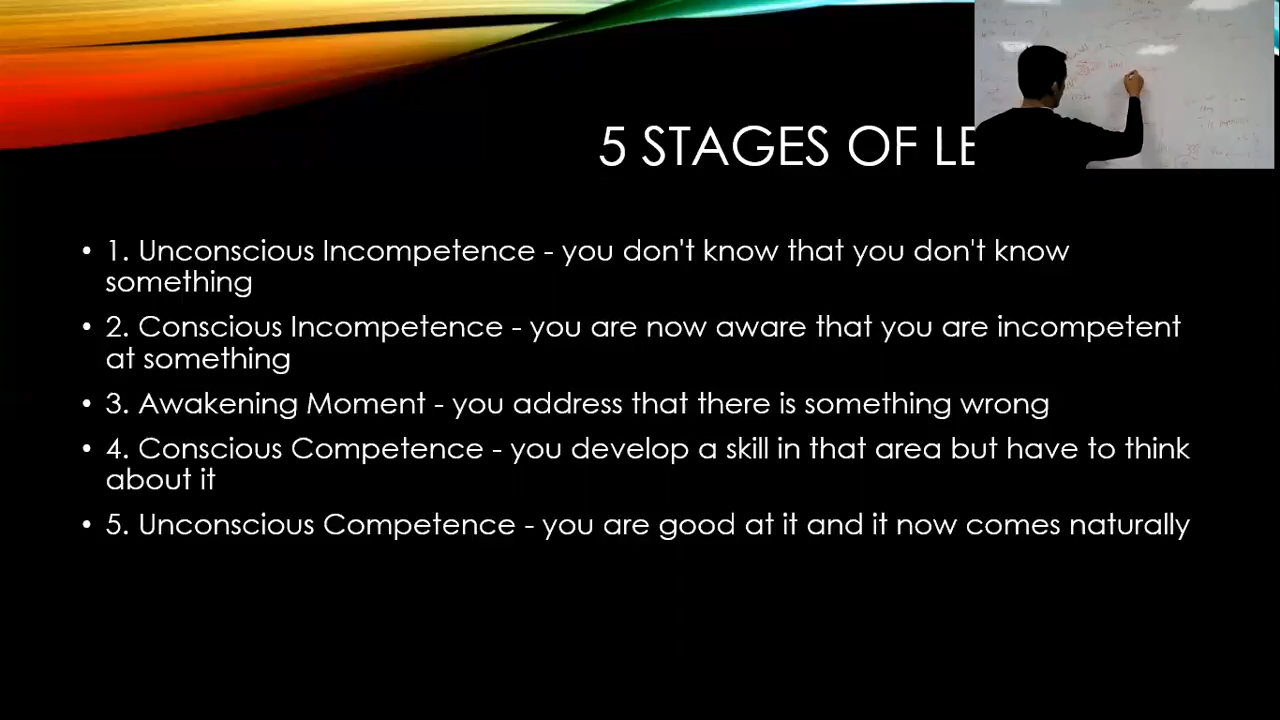 5 STAGES OF LE
• 1. Unconscious Incompetence - you don't know that you don't know
something
• 2. Conscious Incompetence - you are now aware that you are incompetent
at something
• 3. Awakening Moment - you address that there is something wrong
• 4. Conscious Competence - you develop a skill in that area but have to think
about it
• 5. Unconscious Competence - you are good at it and it now comes naturally